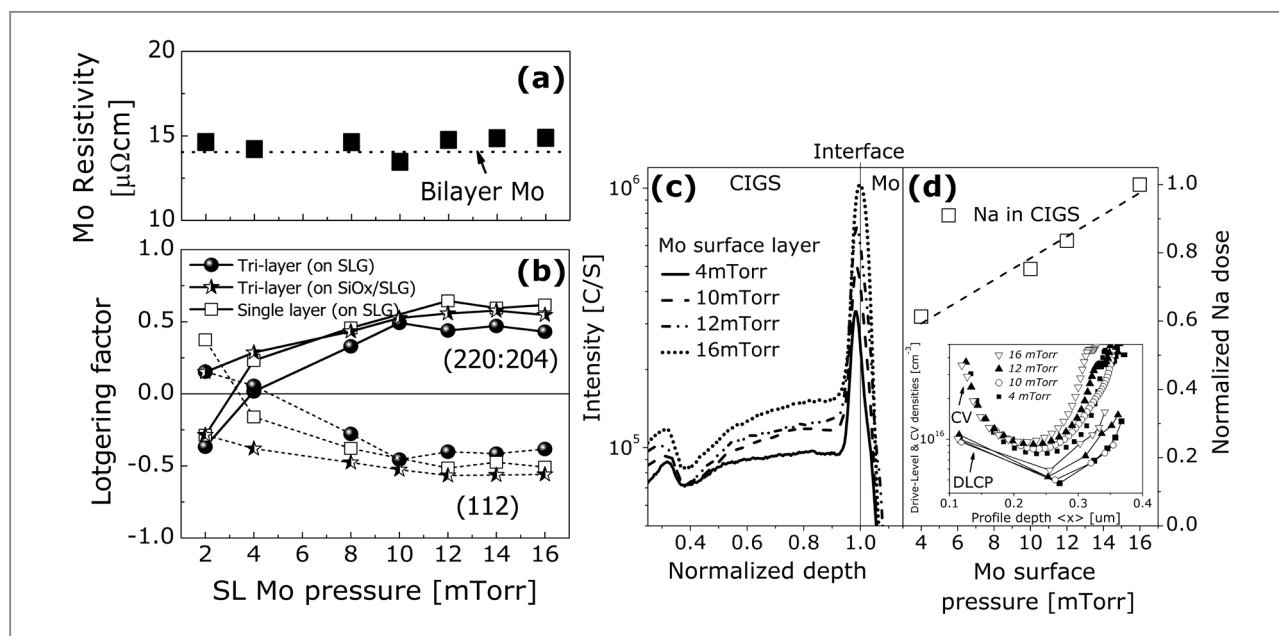 20
15
10
Mo Resistivity
[μΩcm]
(a)
Bilayer Mo
1.0
0.5
0.0
-0.5
-1.0
Lotgering factor
Tri-layer (on SLG)
Tri-layer (on SiOx/SLG)
Single layer (on SLG)
(b)
(220:204)
(112)
2 4 6 8 10 12 14 16
SL Mo pressure [mTorr]
Interface
(c) CIGS Mo
10⁶
10⁵
Intensity [C/S]
Mo surface layer
4mTorr
10mTorr
12mTorr
16mTorr
0.4 0.6 0.8 1.0
Normalized depth
(d)
Na in CIGS
1.0
0.8
0.6
0.4
0.2
0.0
Normalized Na dose
Drive-Level & CV densities [cm⁻³]
10¹⁶
16 mTorr
12 mTorr
10 mTorr
4 mTorr
CV
DLCP
0.1 0.2 0.3 0.4
Profile depth <x> [um]
4 6 8 10 12 14 16
Mo surface
pressure [mTorr]